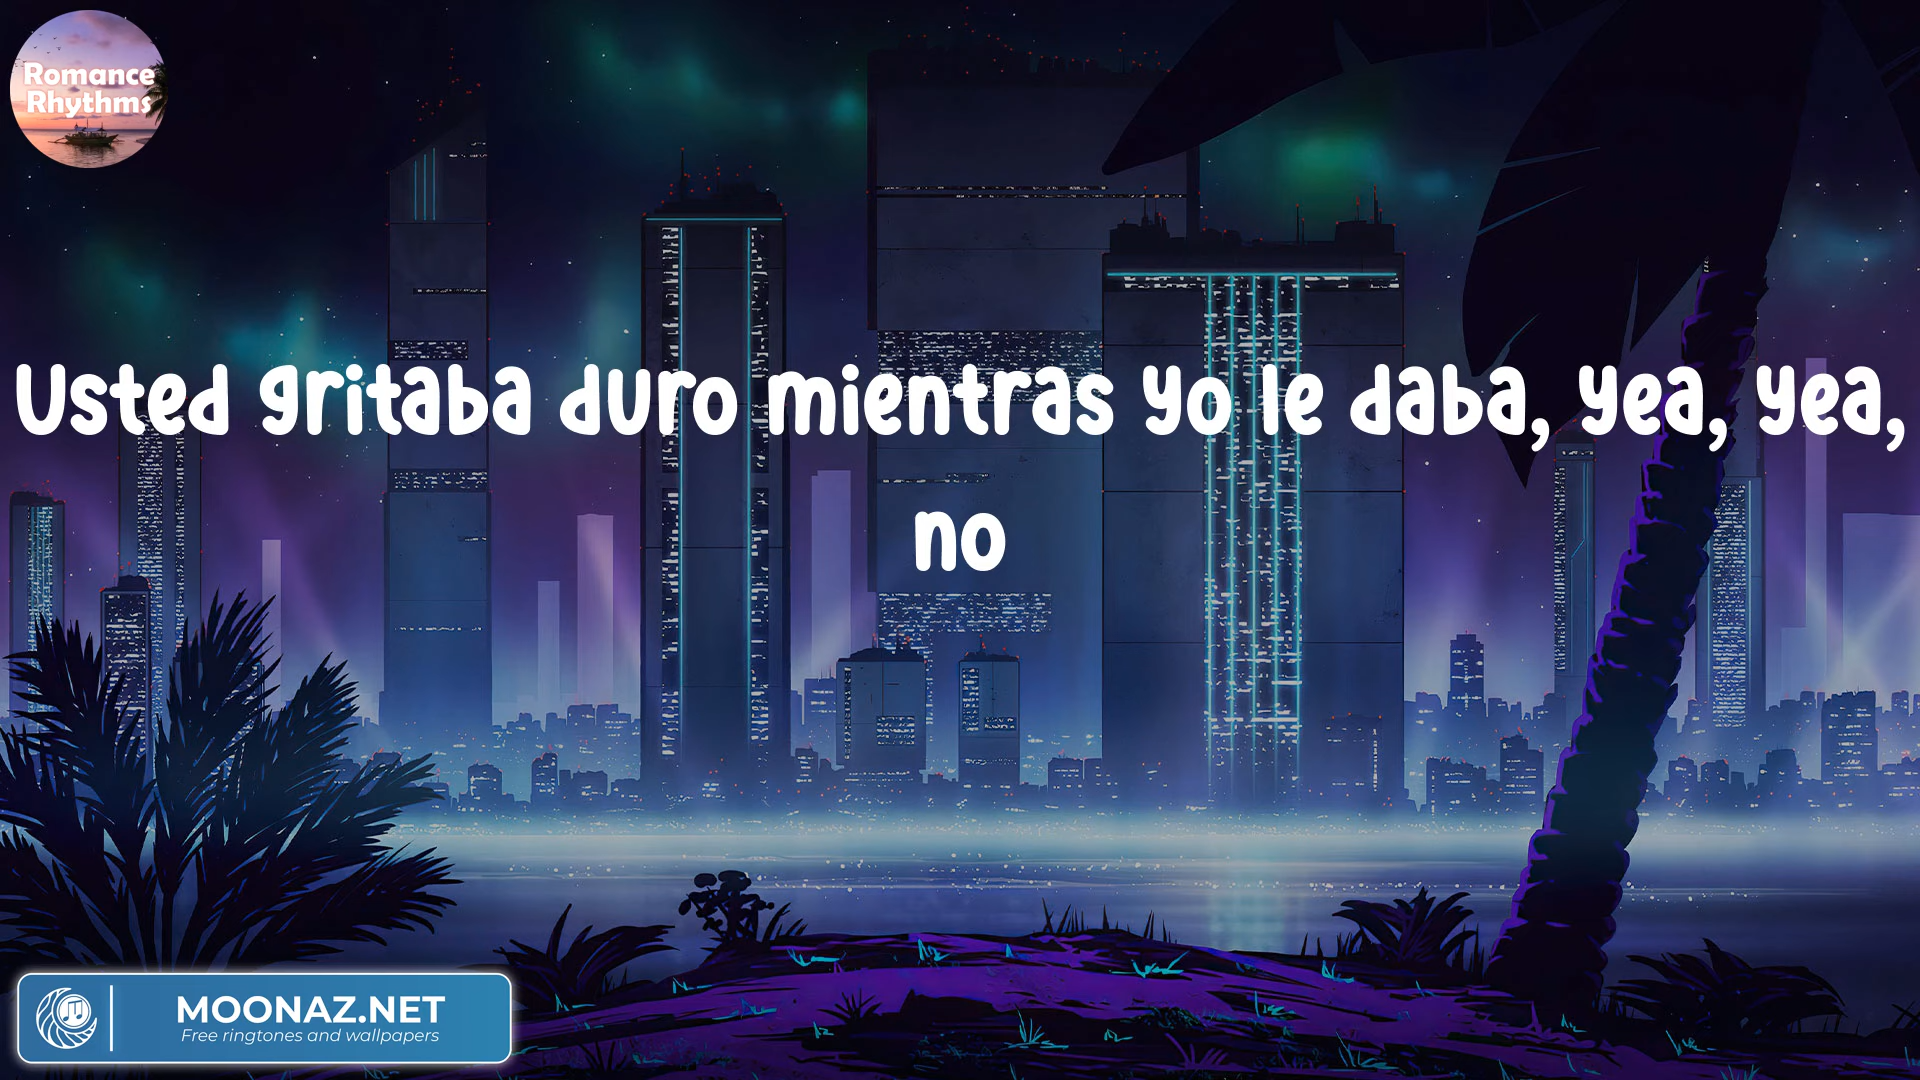 Romance
Rhythms
Usted gritaba duro mientras yo le daba, yea, yea,
no
MOONAZ.NET
Free ringtones and wallpapers